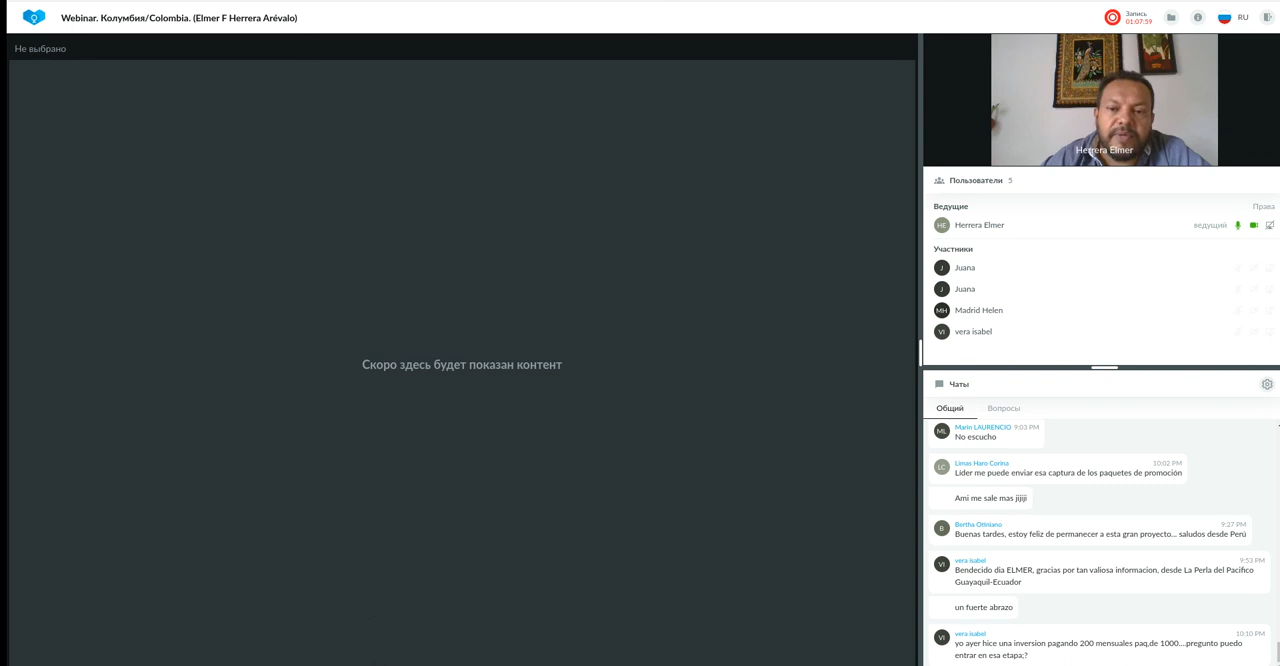 Webinar. Колумбия/Colombia. (Elmer F Herrera Arévalo)
Запись
01:07:59
RU
Не выбрано
Скоро здесь будет показан контент
Herrera Elmer
Пользователи 5
Ведущие Права
HE Herrera Elmer ведущий
Участники
J Juana
J Juana
MH Madrid Helen
VI vera isabel
Чаты
Общий Вопросы
ML Marin LAURENCIO 9:03 PM
No escucho
LC Limas Haro Corina 10:02 PM
Líder me puede enviar esa captura de los paquetes de promoción
Ami me sale mas jijiji
B Bertha Otiniano 9:27 PM
Buenas tardes, estoy feliz de permanecer a esta gran proyecto... saludos desde Perú
VI vera isabel 9:53 PM
Bendecido dia ELMER, gracias por tan valiosa informacion, desde La Perla del Pacifico
Guayaquil-Ecuador
un fuerte abrazo
VI vera isabel 10:10 PM
yo ayer hice una inversion pagando 200 mensuales paq,de 1000....pregunto puedo
entrar en esa etapa;?